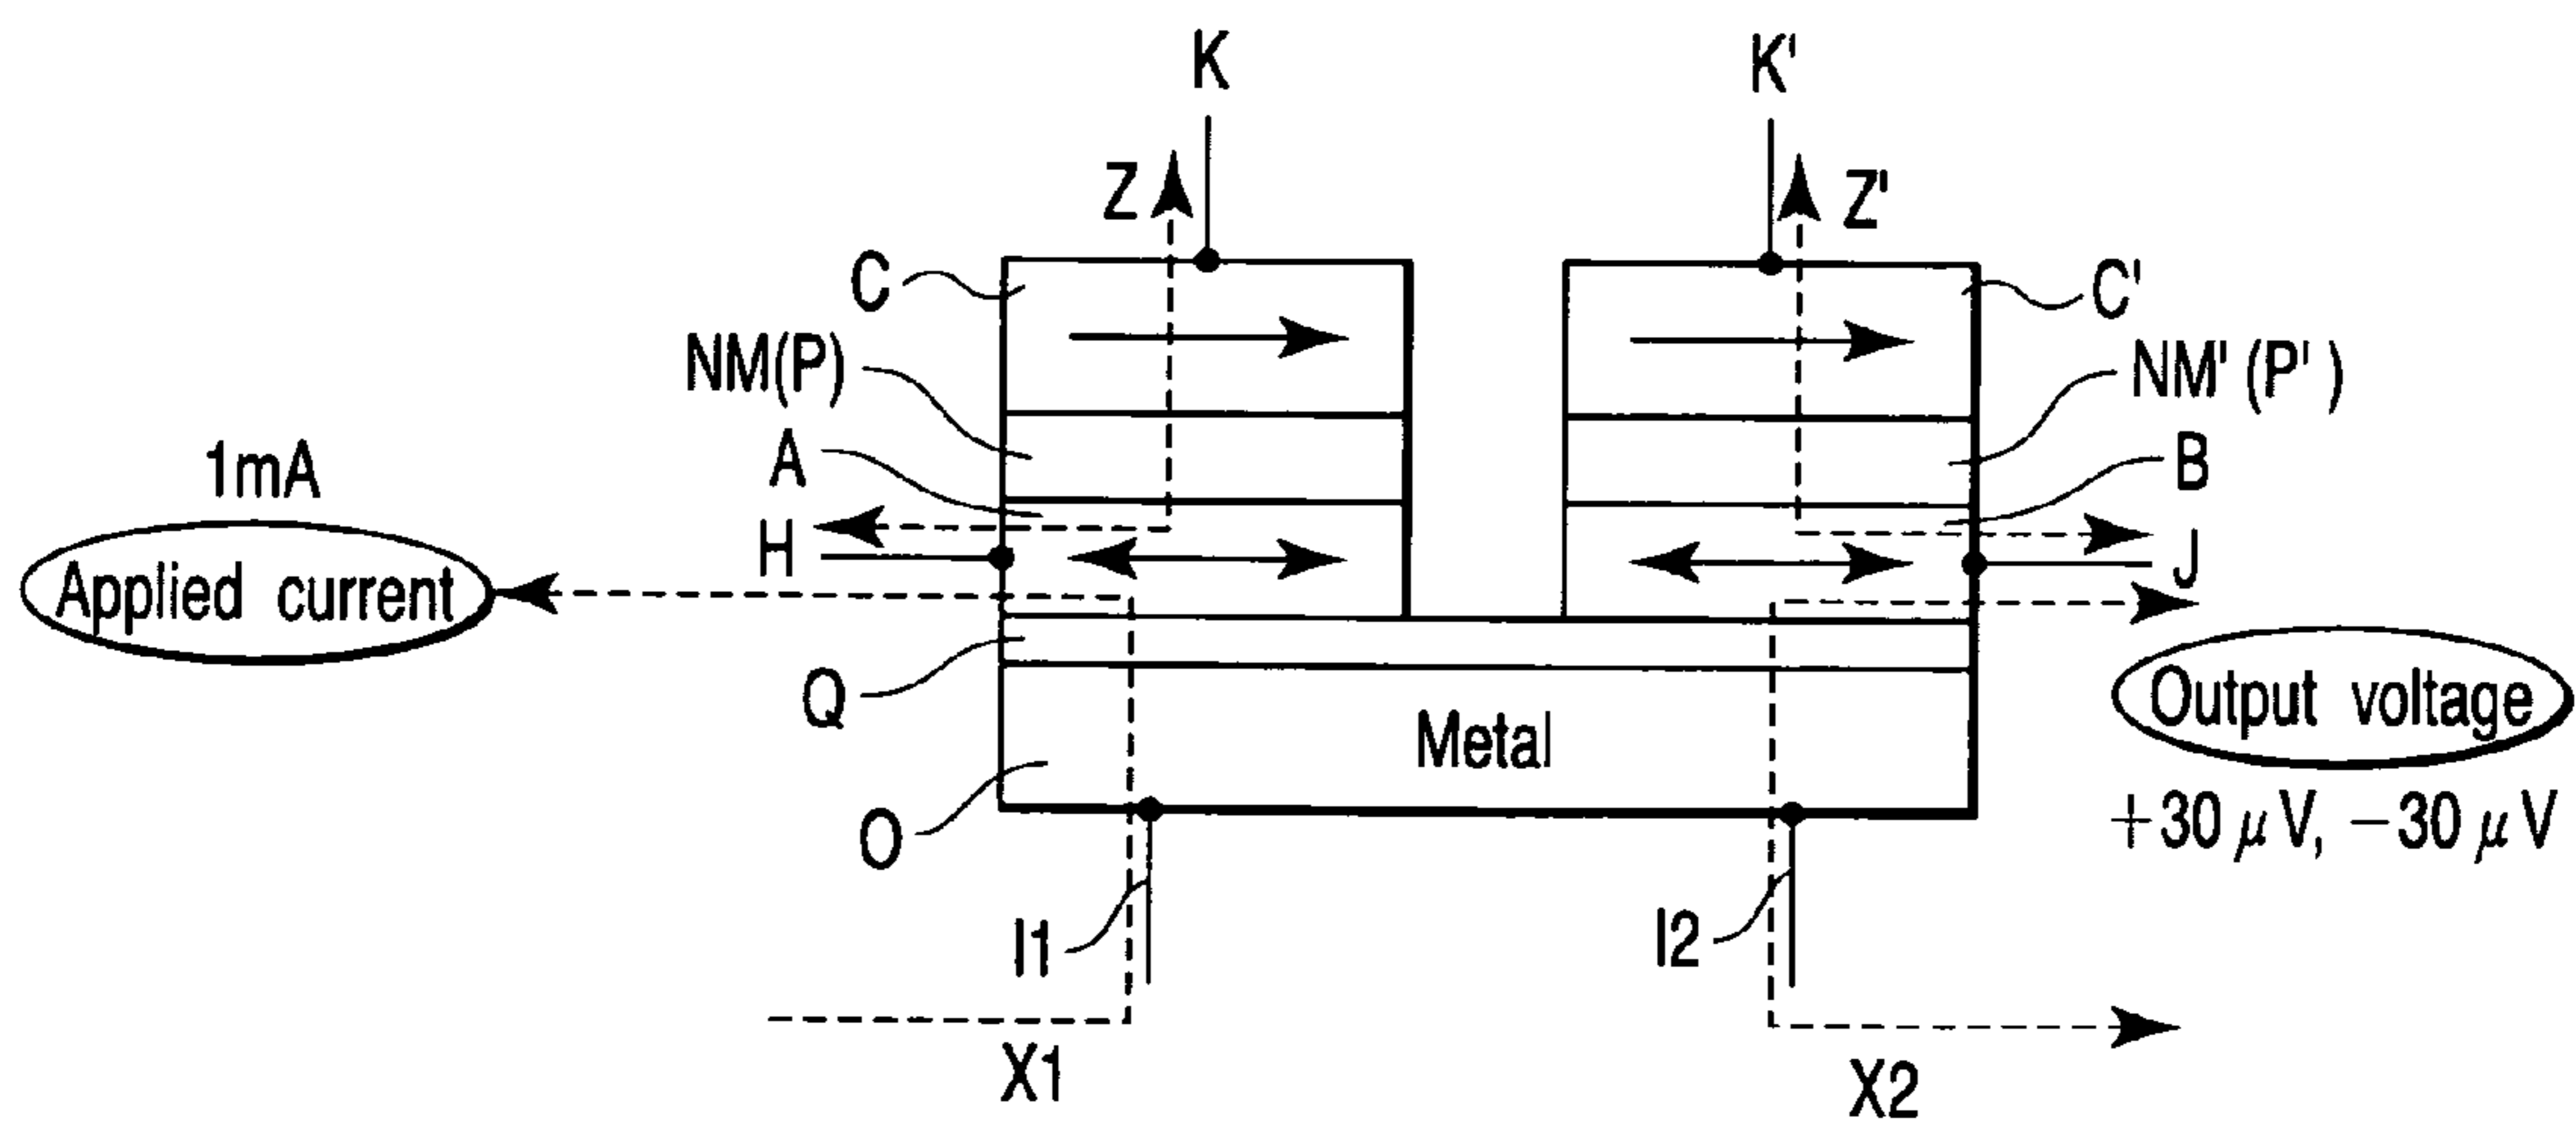 K
K'
Z
Z'
C
C'
NM(P)
NM' (P' )
A
B
1mA
H
J
Applied current
Q
Metal
Output voltage
O
+30 μV, −30 μV
I1
I2
X1
X2